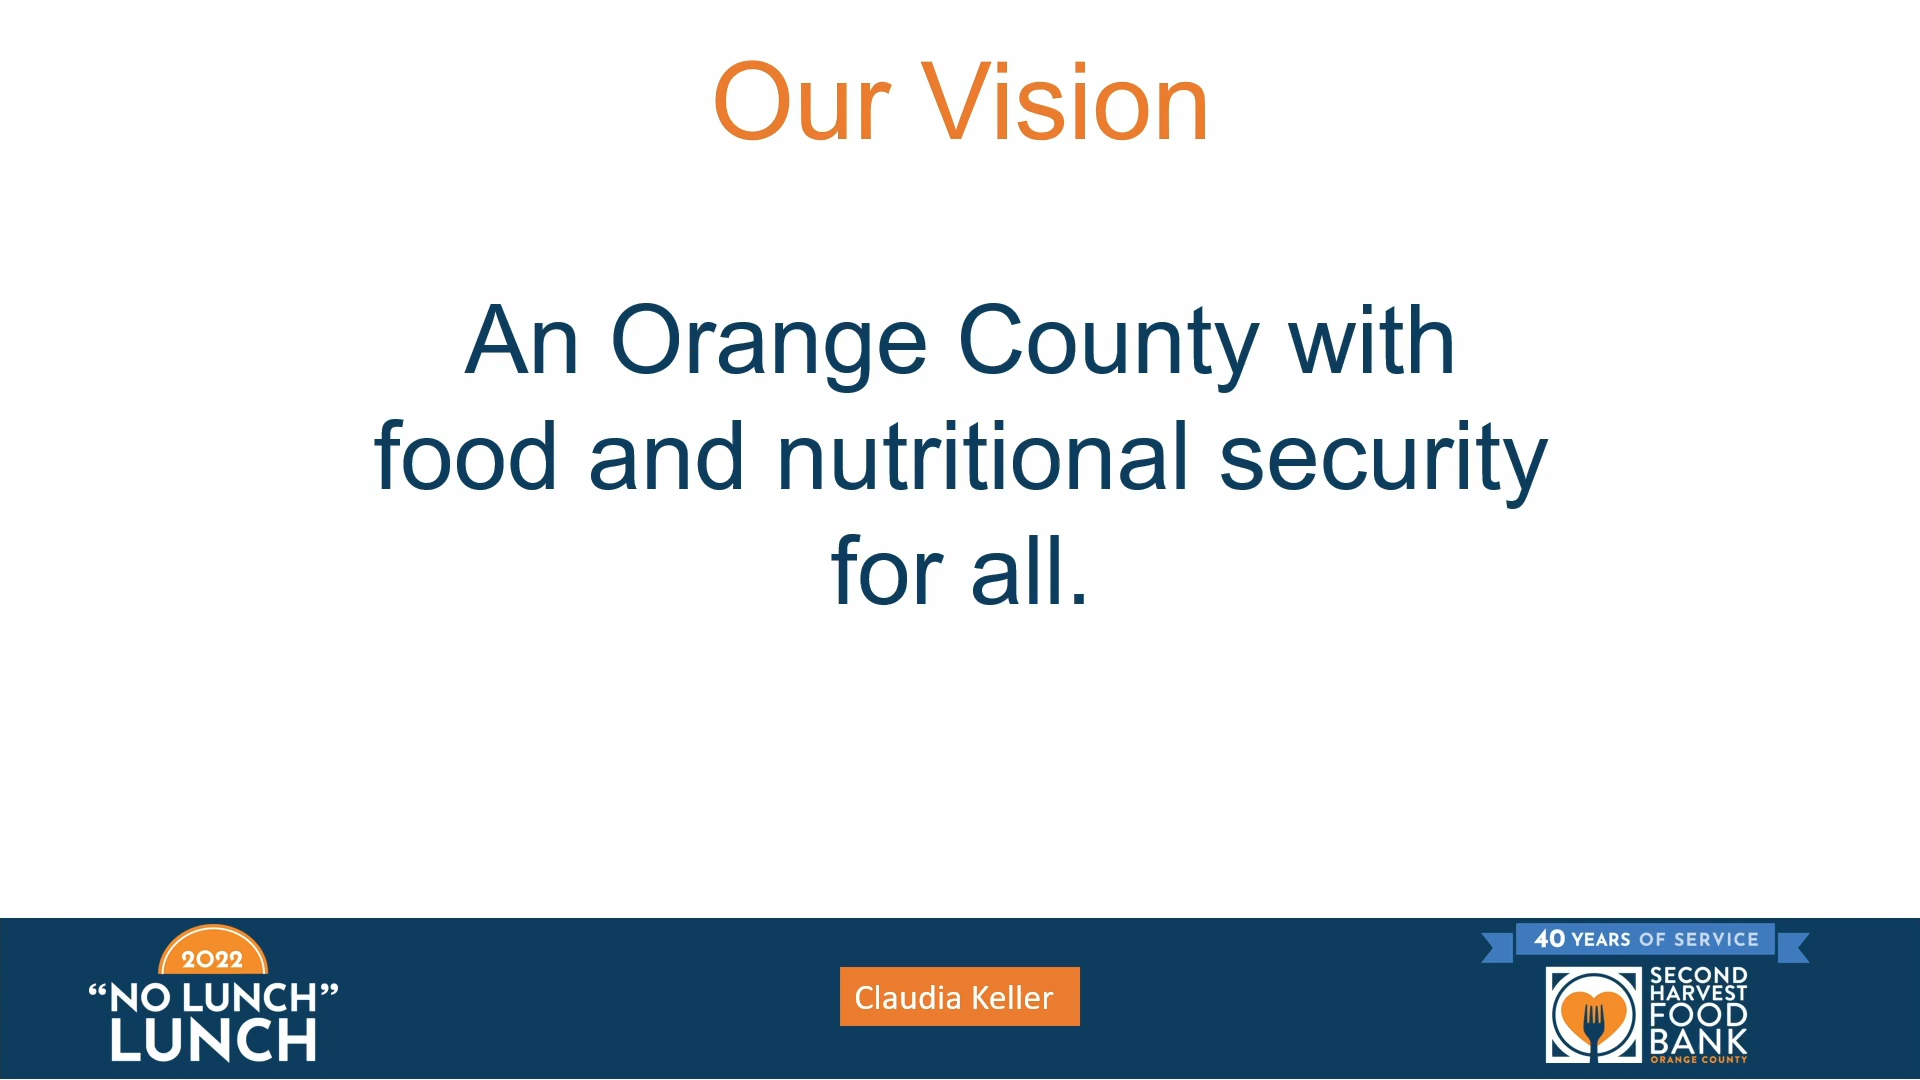 Our Vision
An Orange County with
food and nutritional security
for all.
2022
“NO LUNCH”
LUNCH
Claudia Keller
40 YEARS OF SERVICE
SECOND
HARVEST
FOOD
BANK
ORANGE COUNTY